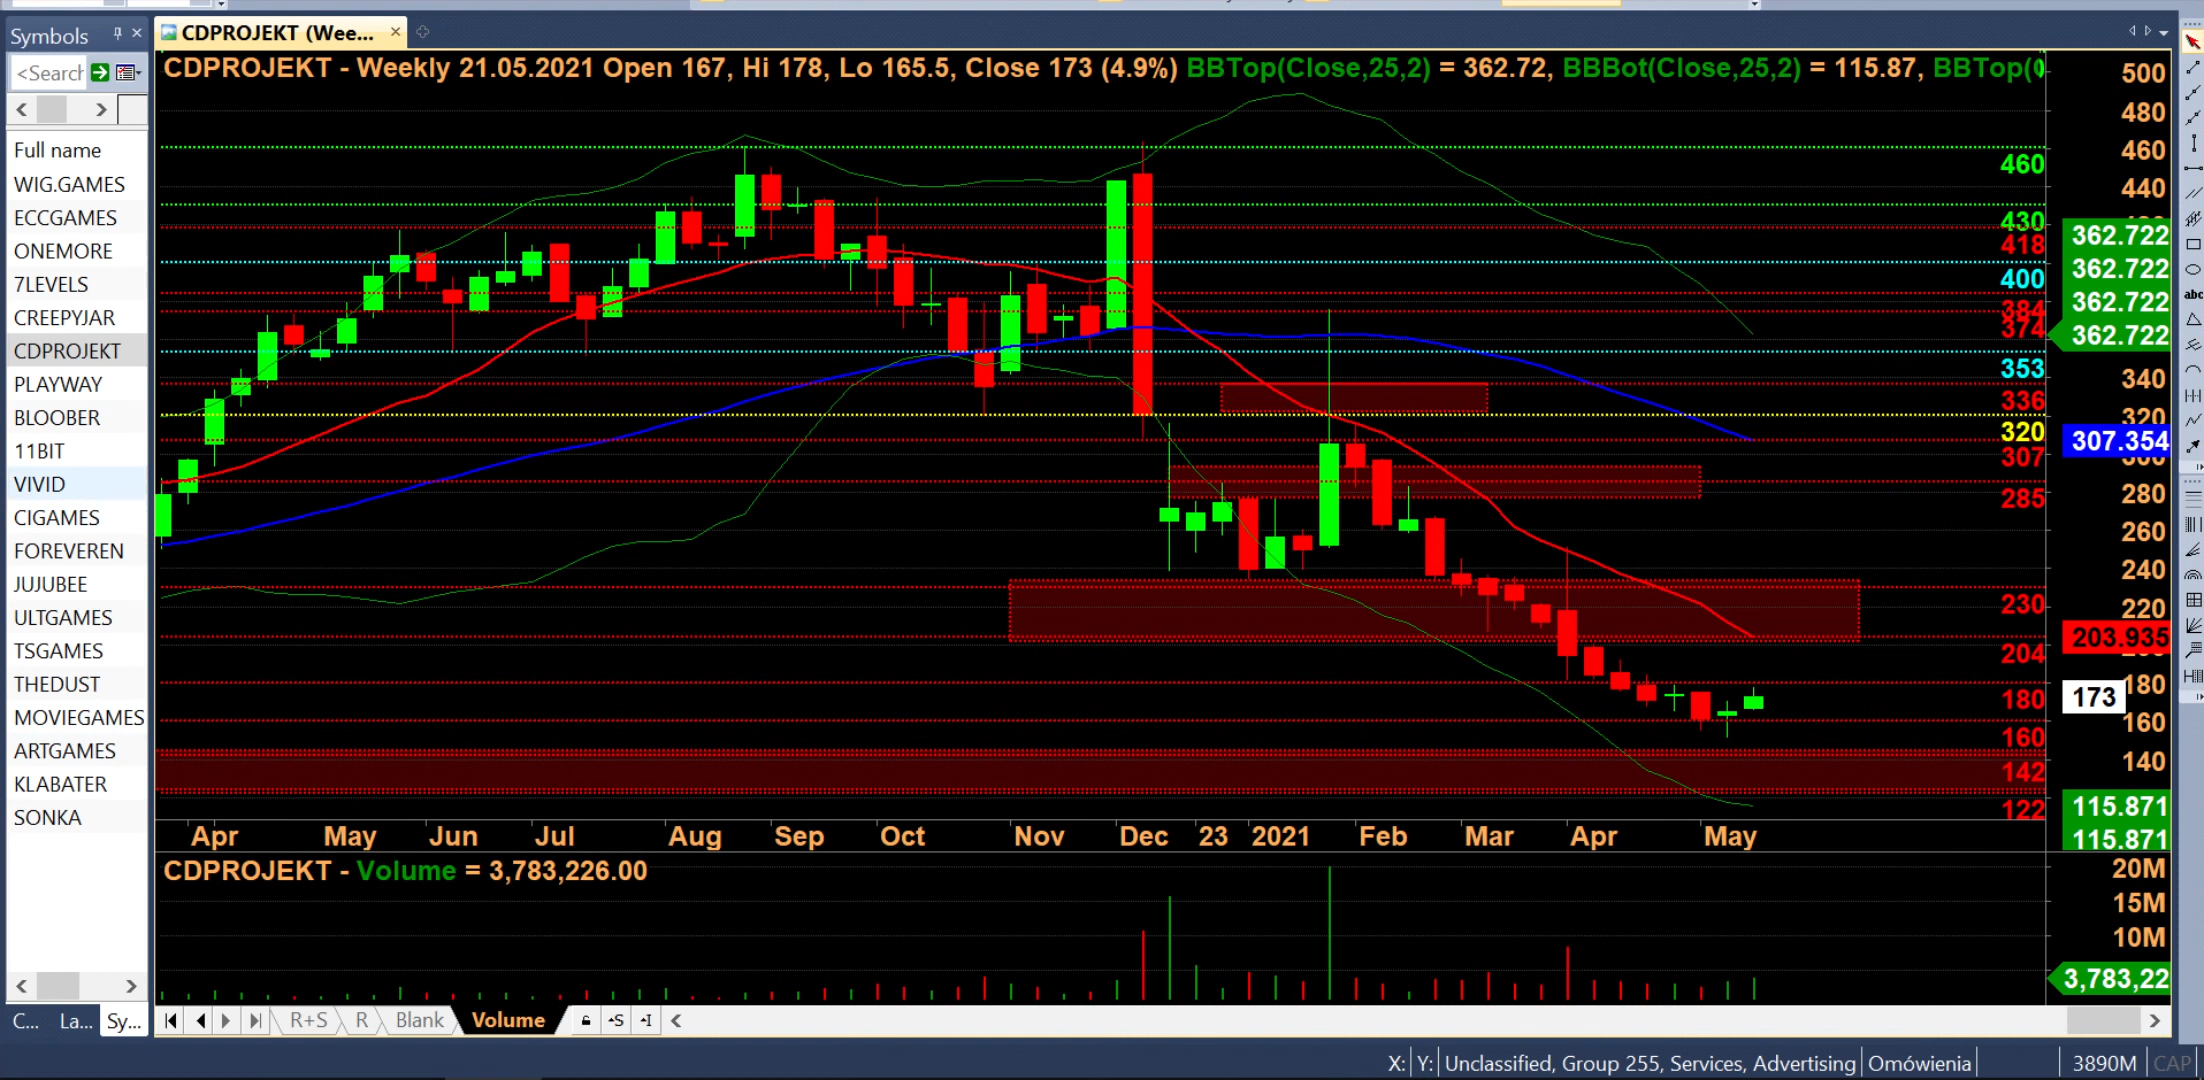 Symbols
<Search
Full name
WIG.GAMES
ECCGAMES
ONEMORE
7LEVELS
CREEPYJAR
CDPROJEKT
PLAYWAY
BLOOBER
11BIT
VIVID
CIGAMES
FOREVEREN
JUJUBEE
ULTGAMES
TSGAMES
THEDUST
MOVIEGAMES
ARTGAMES
KLABATER
SONKA
C... La... Sy...
CDPROJEKT (Wee...
CDPROJEKT - Weekly 21.05.2021 Open 167, Hi 178, Lo 165.5, Close 173 (4.9%) BBTop(Close,25,2) = 362.72, BBBot(Close,25,2) = 115.87, BBTop(
460
430
418
400
384
374
353
336
320
307
285
230
204
180
160
142
122
500
480
460
440
362.722
362.722
362.722
362.722
340
320
307.354
280
260
240
220
203.935
180
173
160
140
115.871
115.871
Apr May Jun Jul Aug Sep Oct Nov Dec 23 2021 Feb Mar Apr May
CDPROJEKT - Volume = 3,783,226.00
20M
15M
10M
3,783,22
R+S R Blank Volume
S I
abc
X: Y: Unclassified, Group 255, Services, Advertising Omówienia 3890M CAP